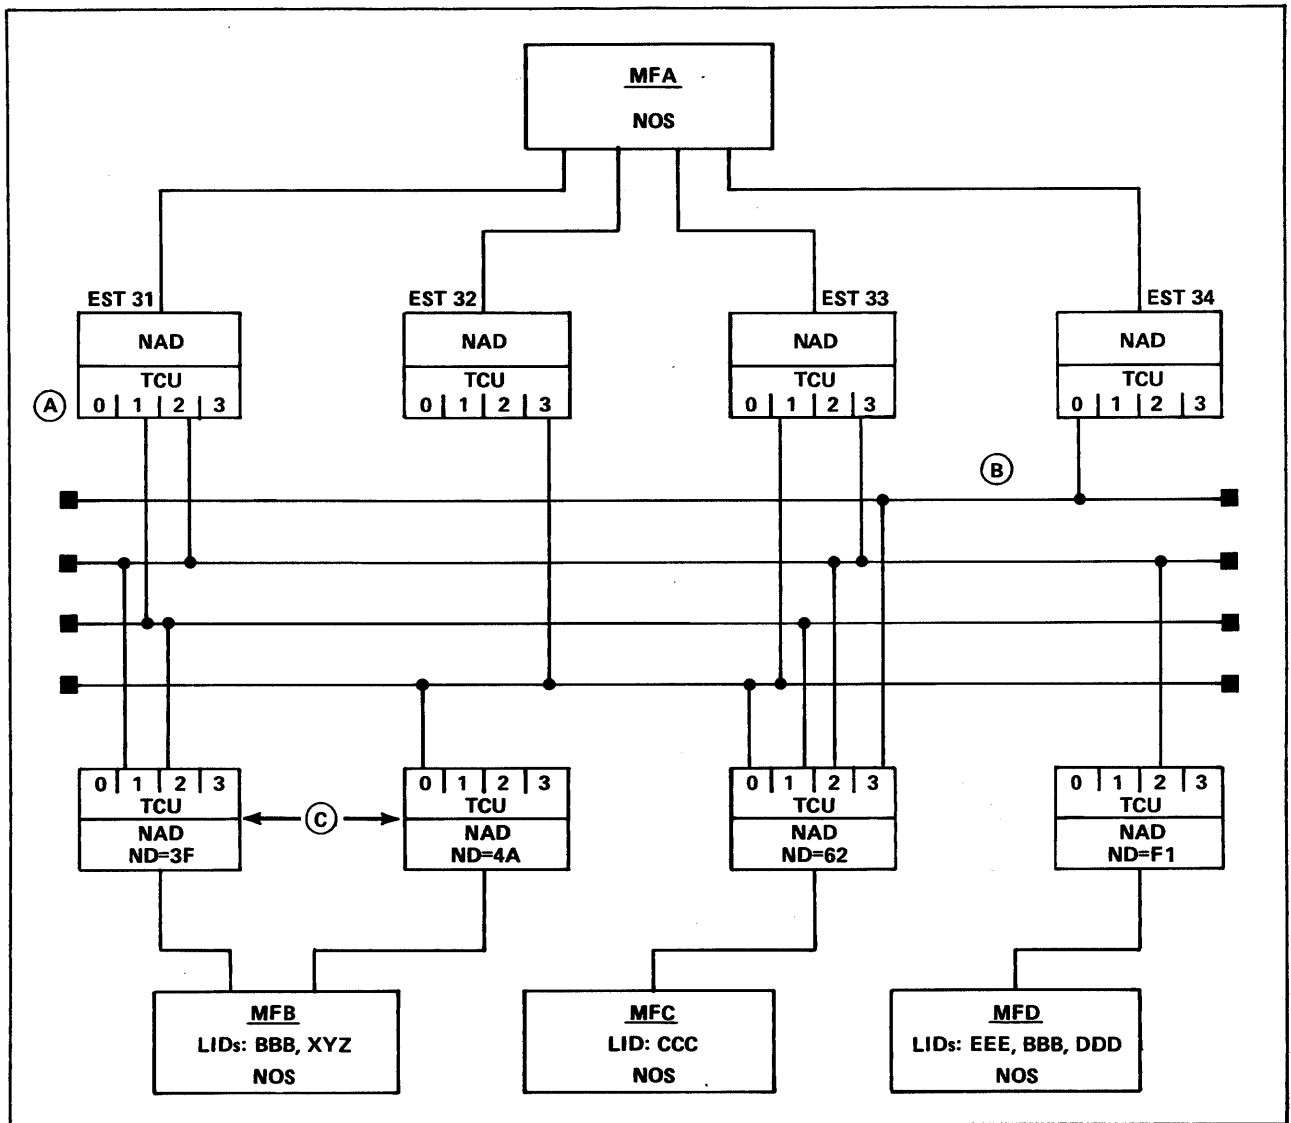 MFA
NOS
EST 31
EST 32
EST 33
EST 34
NAD
NAD
NAD
NAD
TCU
TCU
TCU
TCU
A
0 | 1 | 2 | 3
0 | 1 | 2 | 3
0 | 1 | 2 | 3
0 | 1 | 2 | 3
B
0 | 1 | 2 | 3
0 | 1 | 2 | 3
0 | 1 | 2 | 3
0 | 1 | 2 | 3
TCU
TCU
TCU
TCU
C
NAD
NAD
NAD
NAD
ND=3F
ND=4A
ND=62
ND=F1
MFB
LIDs: BBB, XYZ
NOS
MFC
LID: CCC
NOS
MFD
LIDs: EEE, BBB, DDD
NOS